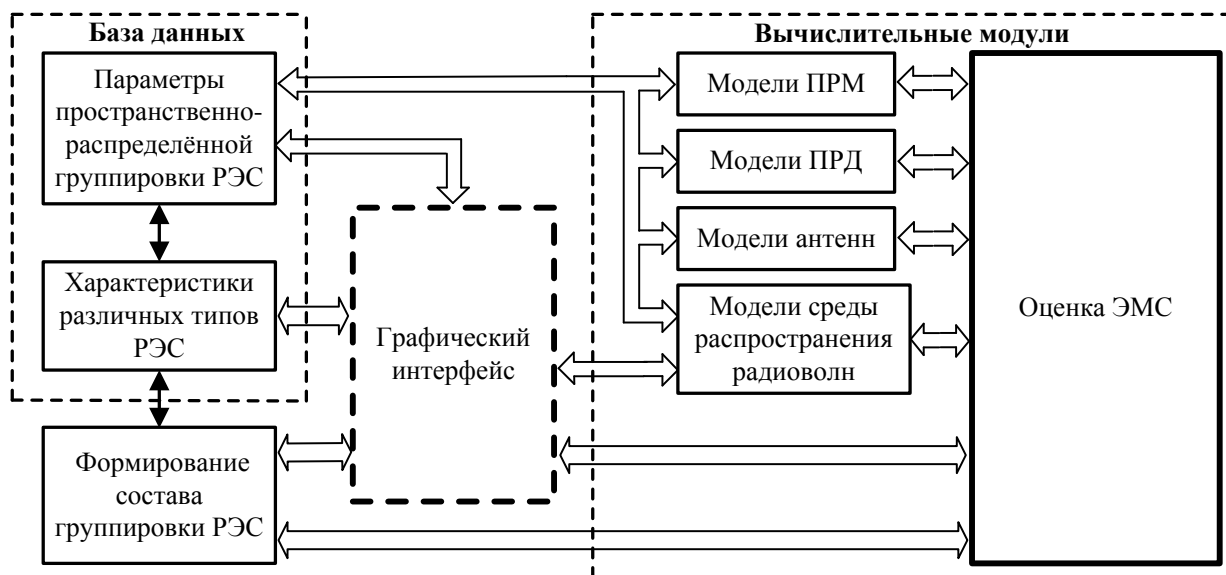 База данных
Параметры
пространственно-
распределённой
группировки РЭС
Характеристики
различных типов
РЭС
Формирование
состава
группировки РЭС
Графический
интерфейс
Вычислительные модули
Модели ПРМ
Модели ПРД
Модели антенн
Модели среды
распространения
радиоволн
Оценка ЭМС